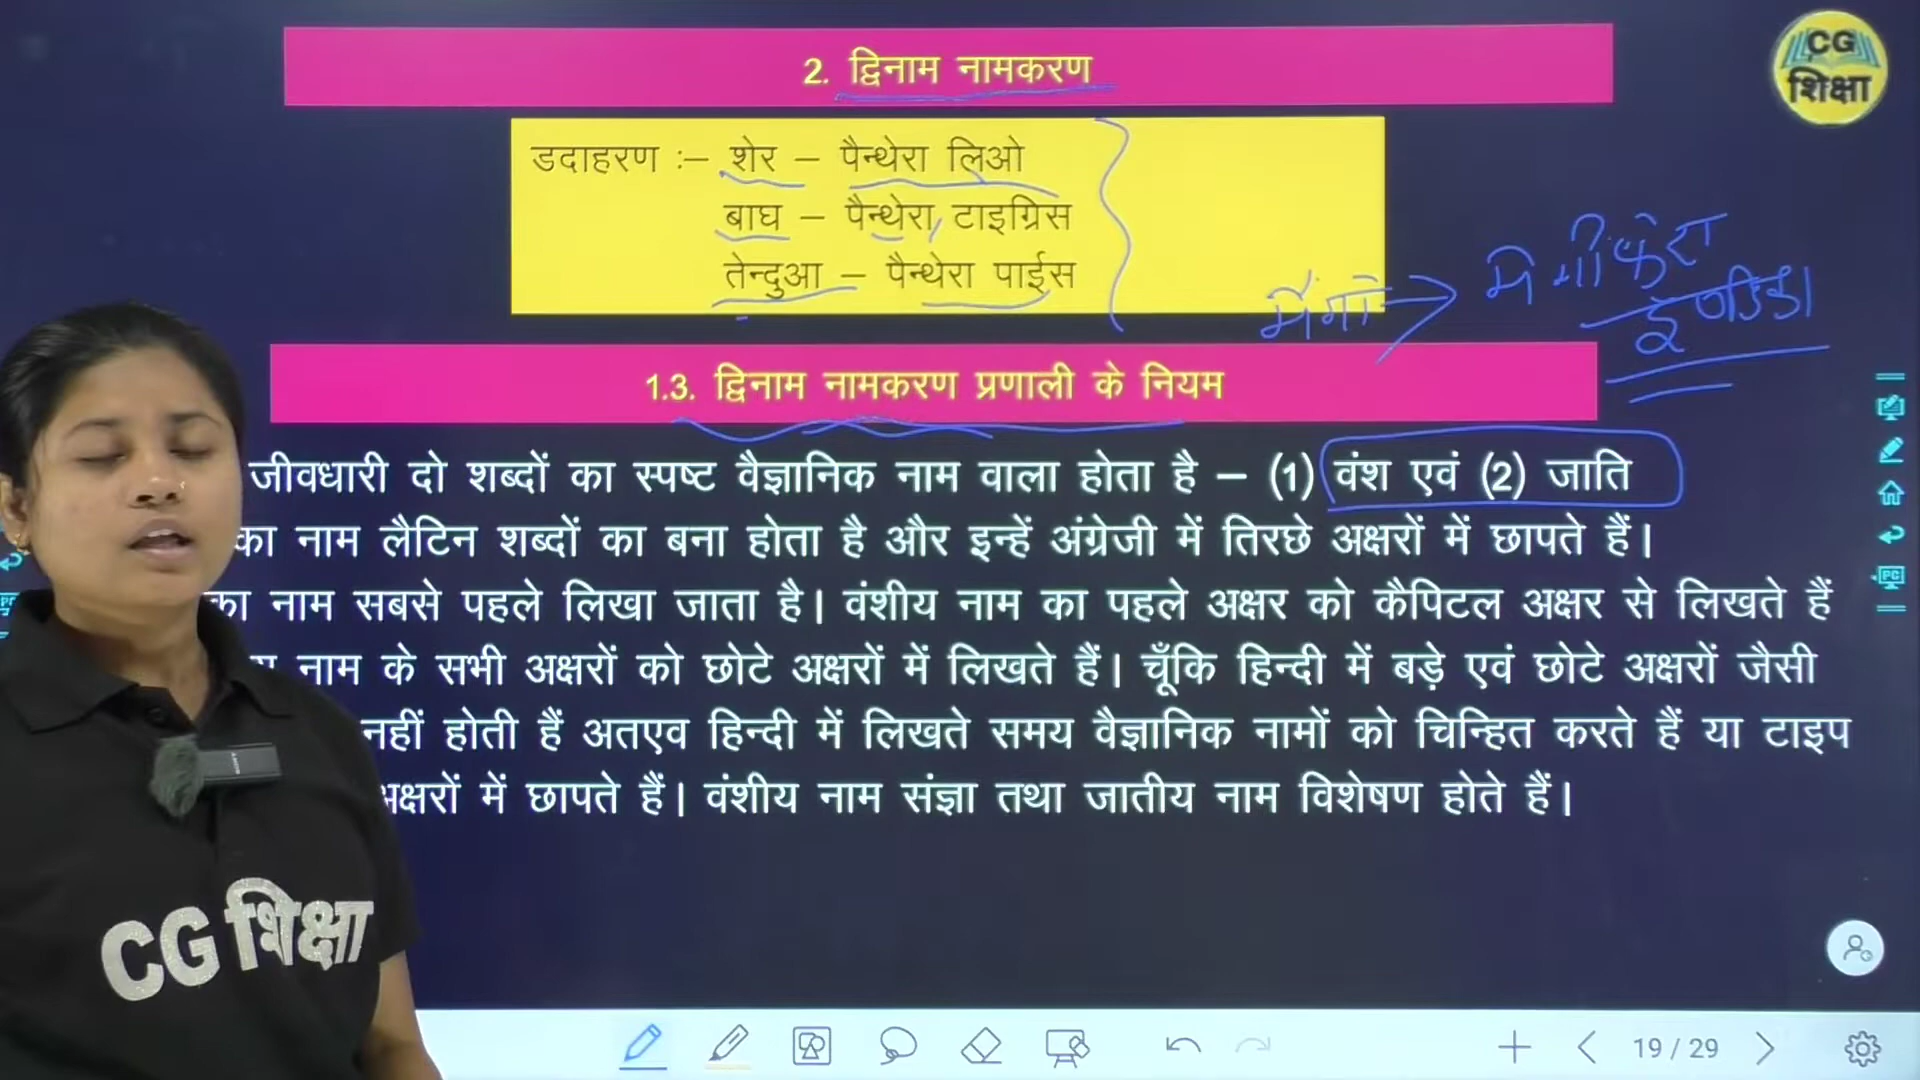 2. द्विनाम नामकरण
CG
शिक्षा
डदाहरण :– शेर – पैन्थेरा लिओ
बाघ – पैन्थेरा टाइग्रिस
तेन्दुआ – पैन्थेरा पार्ईस
मैंगो →
1.3. द्विनाम नामकरण प्रणाली के नियम
जीवधारी दो शब्दों का स्पष्ट वैज्ञानिक नाम वाला होता है – (1) वंश एवं (2) जाति
का नाम लैटिन शब्दों का बना होता है और इन्हें अंग्रेजी में तिरछे अक्षरों में छापते हैं।
का नाम सबसे पहले लिखा जाता है। वंशीय नाम का पहले अक्षर को कैपिटल अक्षर से लिखते हैं
नाम के सभी अक्षरों को छोटे अक्षरों में लिखते हैं। चूँकि हिन्दी में बड़े एवं छोटे अक्षरों जैसी
नहीं होती हैं अतएव हिन्दी में लिखते समय वैज्ञानिक नामों को चिन्हित करते हैं या टाइप
अक्षरों में छापते हैं। वंशीय नाम संज्ञा तथा जातीय नाम विशेषण होते हैं।
CG शिक्षा
PC
19 / 29